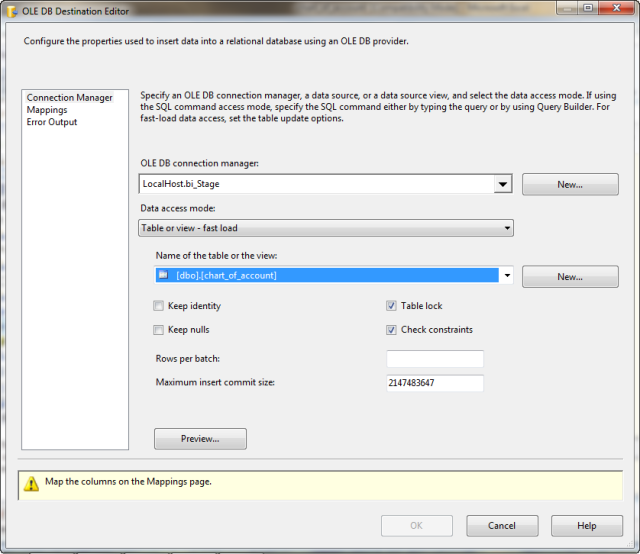 OLE DB Destination Editor
Configure the properties used to insert data into a relational database using an OLE DB provider.
Connection Manager
Mappings
Error Output
Specify an OLE DB connection manager, a data source, or a data source view, and select the data access mode. If using
the SQL command access mode, specify the SQL command either by typing the query or by using Query Builder. For
fast-load data access, set the table update options.
OLE DB connection manager:
LocalHost.bi_Stage
New...
Data access mode:
Table or view - fast load
Name of the table or the view:
[dbo].[chart_of_account]
New...
Keep identity
Table lock
Keep nulls
Check constraints
Rows per batch:
Maximum insert commit size:
2147483647
Preview...
Map the columns on the Mappings page.
OK
Cancel
Help